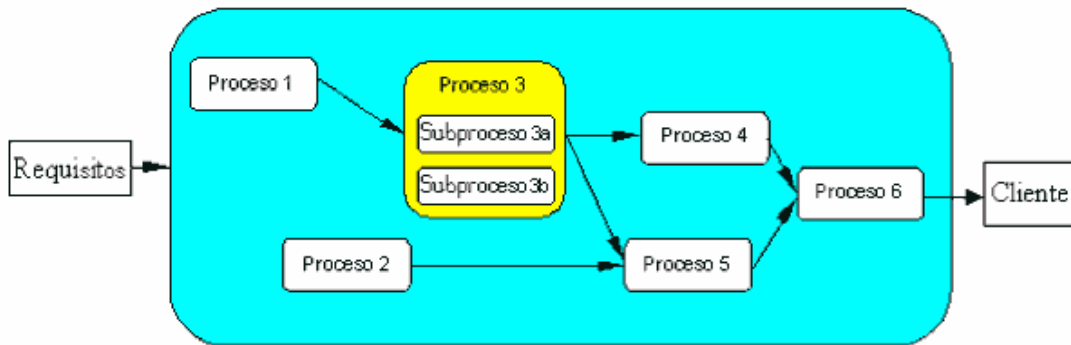 Proceso 1
Proceso 3
Subproceso 3a
Subproceso 3b
Proceso 4
Requisitos
Proceso 6
Cliente
Proceso 2
Proceso 5